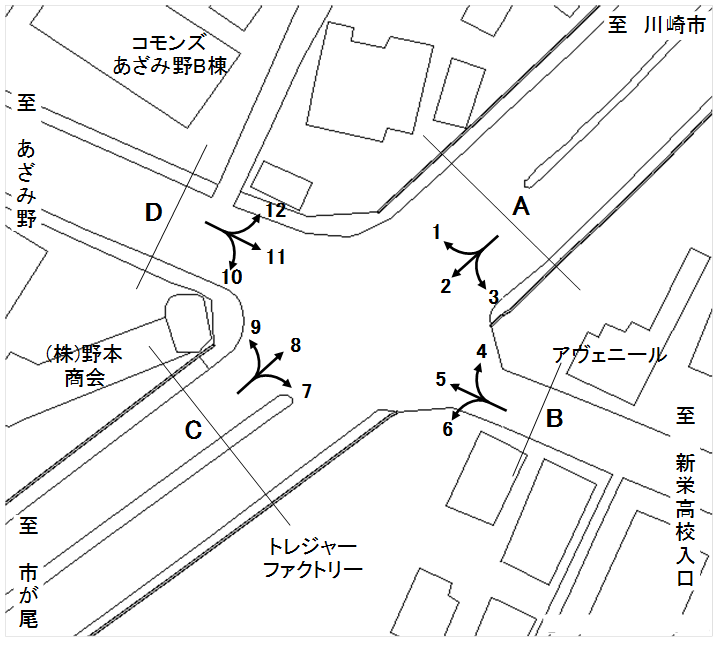 至 川崎市
コモンズ
あざみ野B棟
至 あざみ野
A
D
12
11
10
1
2
3
9
8
7
4
5
6
アヴェニール
(株)野本
商会
B
C
至 新栄高校入口
至 市が尾
トレジャー
ファクトリー